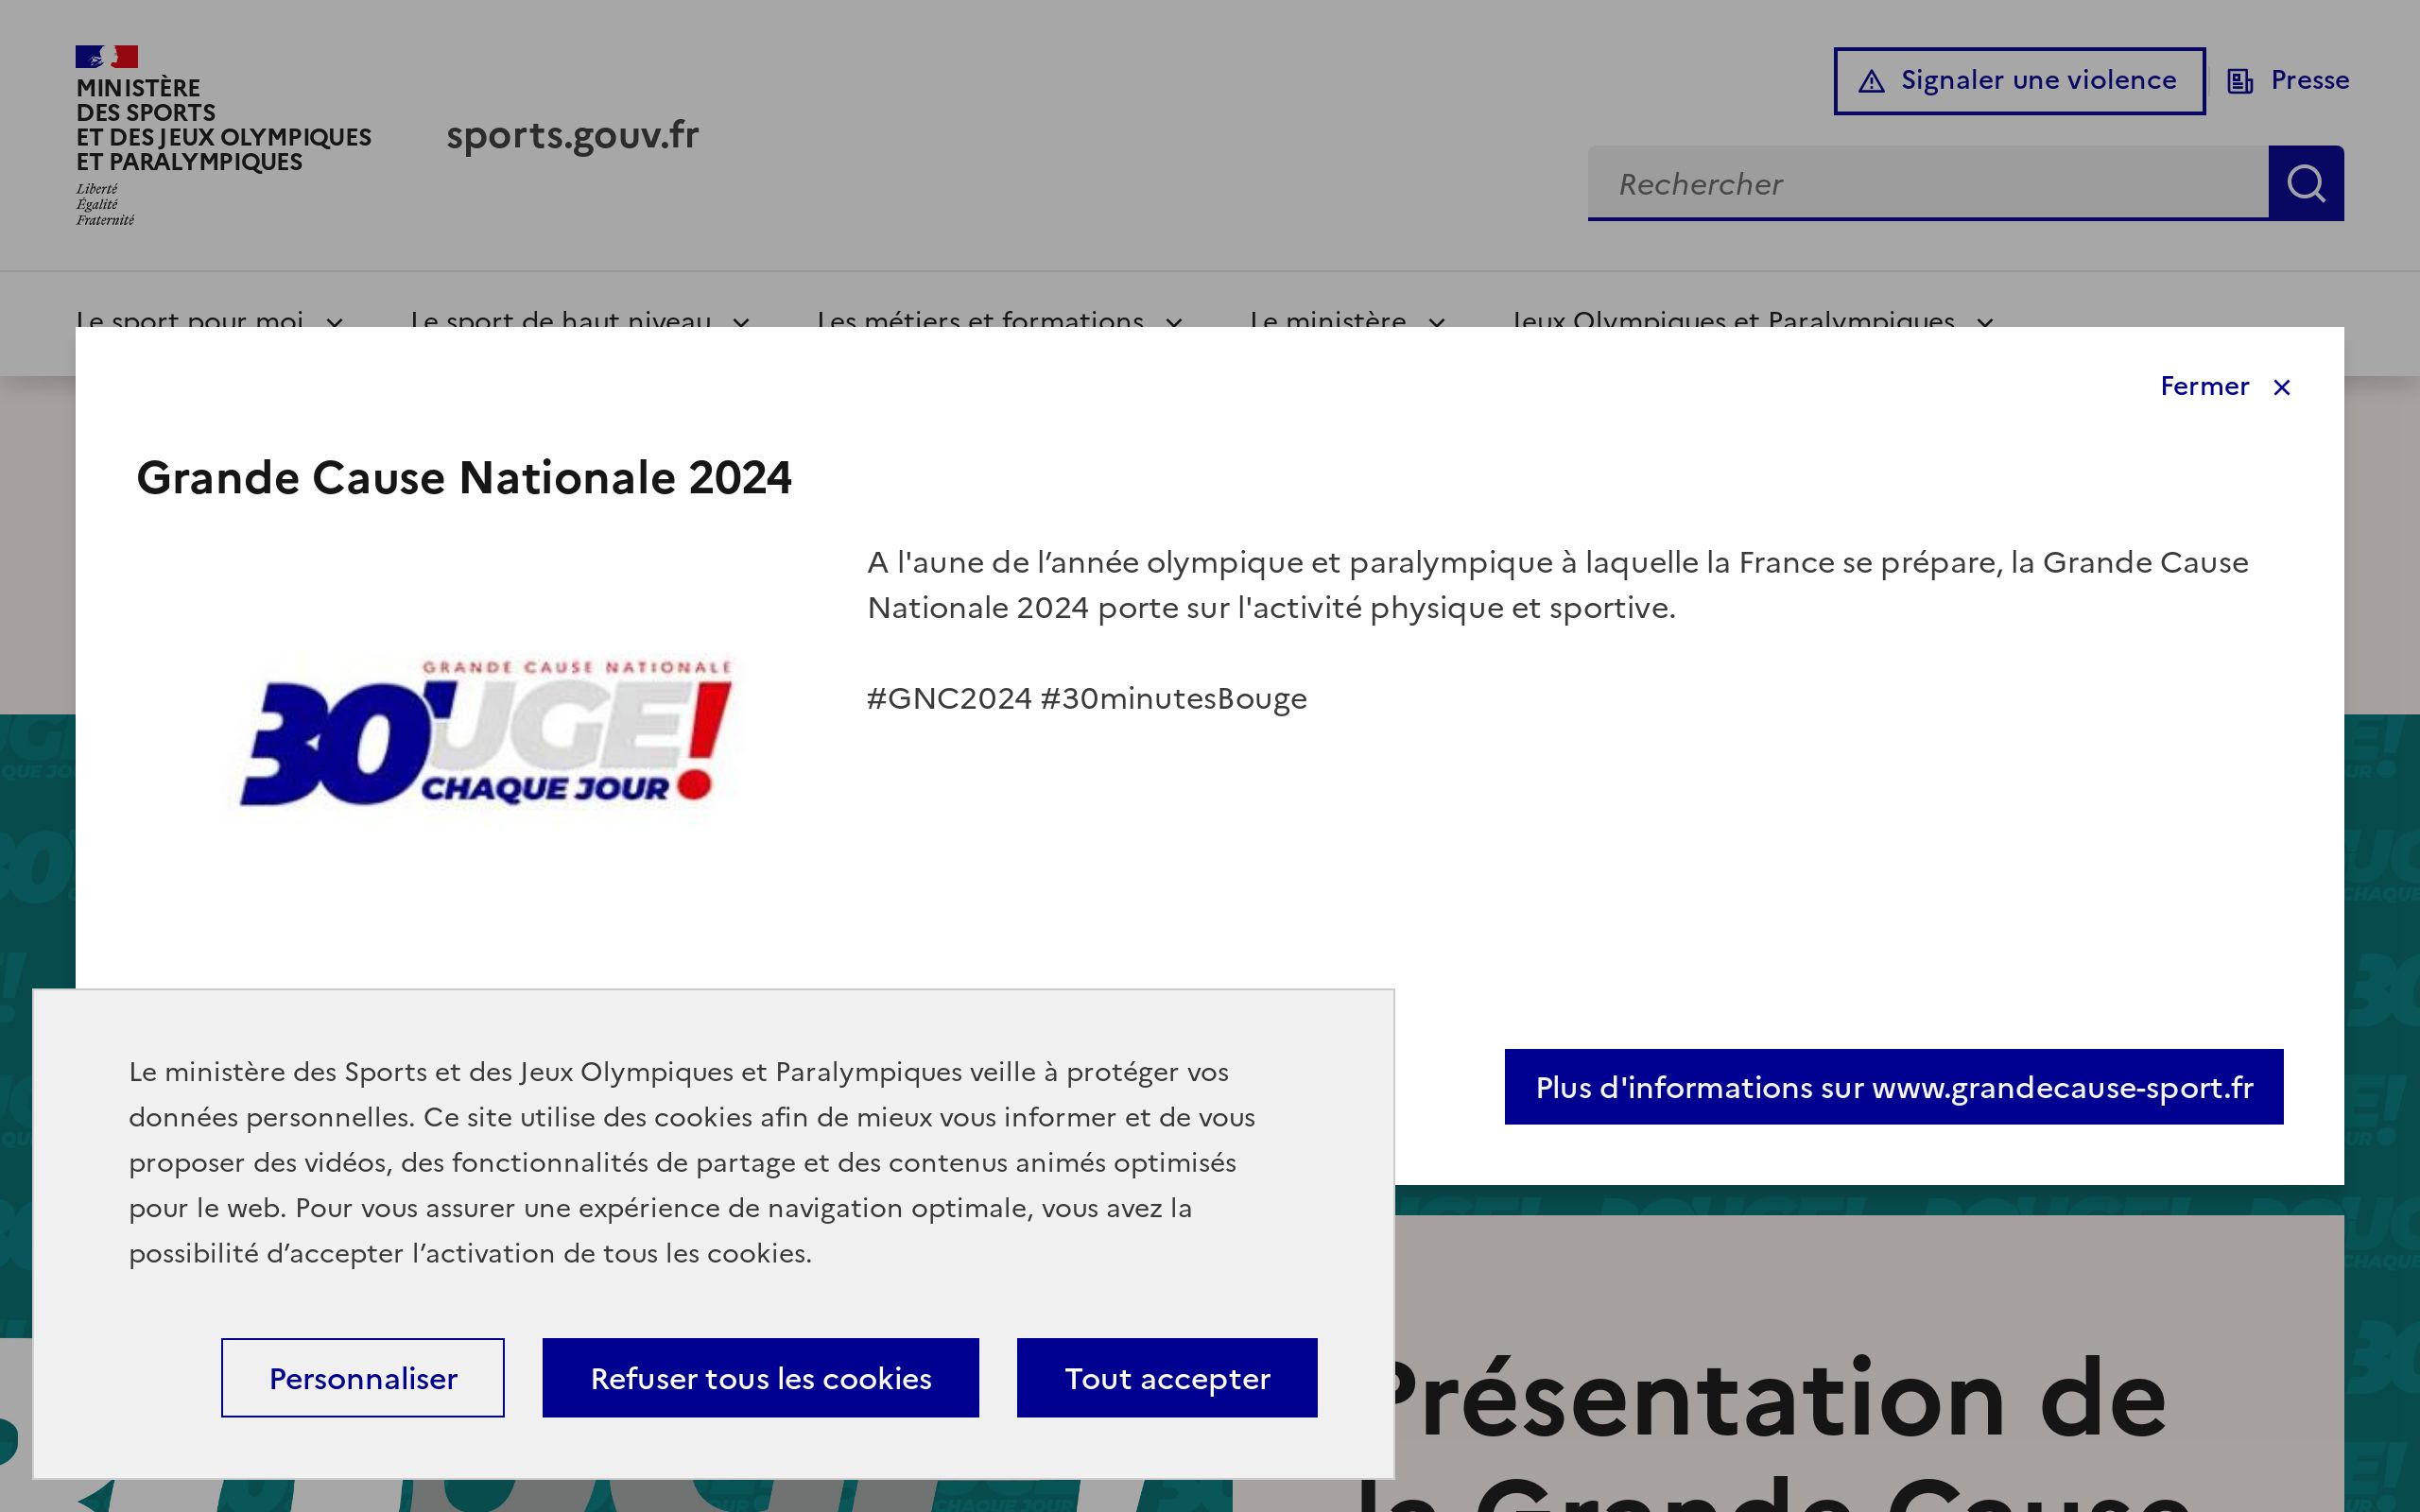 MINISTÈRE
DES SPORTS
ET DES JEUX OLYMPIQUES
ET PARALYMPIQUES
Liberté
Égalité
Fraternité
sports.gouv.fr
Signaler une violence
Presse
Rechercher
Le sport pour moi
Le sport de haut niveau
Les métiers et formations
Le ministère
Jeux Olympiques et Paralympiques
Fermer
Grande Cause Nationale 2024
A l'aune de l’année olympique et paralympique à laquelle la France se prépare, la Grande Cause
Nationale 2024 porte sur l'activité physique et sportive.
#GNC2024 #30minutesBouge
GRANDE CAUSE NATIONALE
30'UGE!
CHAQUE JOUR
Plus d'informations sur www.grandecause-sport.fr
Le ministère des Sports et des Jeux Olympiques et Paralympiques veille à protéger vos
données personnelles. Ce site utilise des cookies afin de mieux vous informer et de vous
proposer des vidéos, des fonctionnalités de partage et des contenus animés optimisés
pour le web. Pour vous assurer une expérience de navigation optimale, vous avez la
possibilité d’accepter l’activation de tous les cookies.
Personnaliser
Refuser tous les cookies
Tout accepter
Présentation de
la Grande Cause